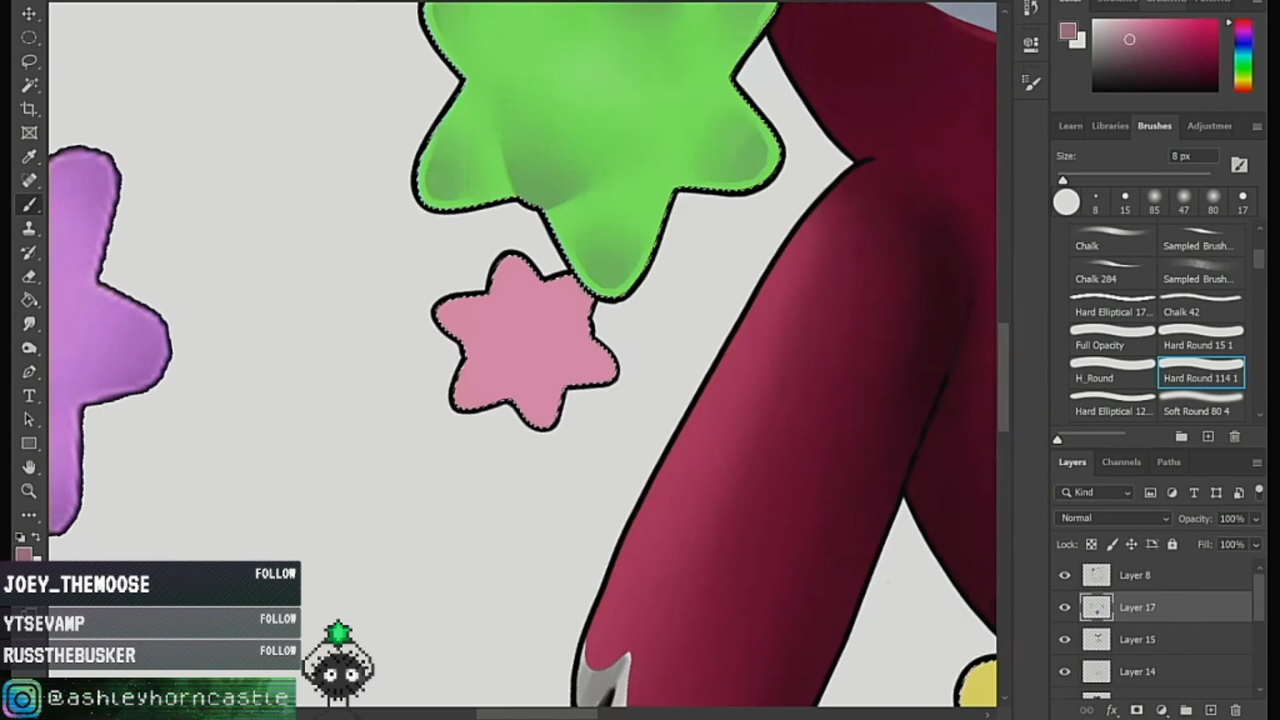 Learn Libraries Brushes Adjustmer
Size: 8 px
8 15 85 47 80 17
Chalk Sampled Brush...
Chalk 284 Sampled Brush...
Hard Elliptical 17... Chalk 42
Full Opacity Hard Round 15 1
H_Round Hard Round 114 1
Hard Elliptical 12... Soft Round 80 4
Layers Channels Paths
Kind
Normal Opacity: 100%
Lock: Fill: 100%
Layer 8
Layer 17
Layer 15
Layer 14
fx
JOEY_THEMOOSE FOLLOW
YTSEVAMP FOLLOW
RUSSTHEBUSKER FOLLOW
@ashleyhorncastle